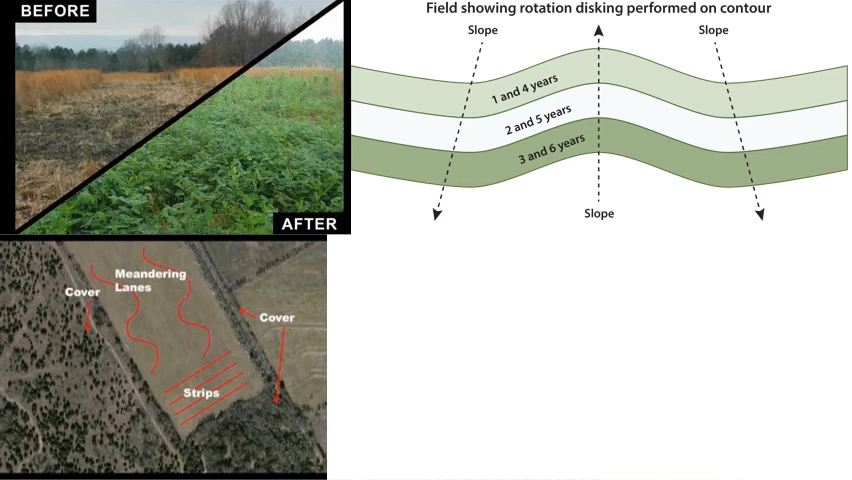 BEFORE
AFTER
Field showing rotation disking performed on contour
Slope
Slope
1 and 4 years
2 and 5 years
3 and 6 years
Slope
Meandering
Lanes
Cover
Cover
Strips